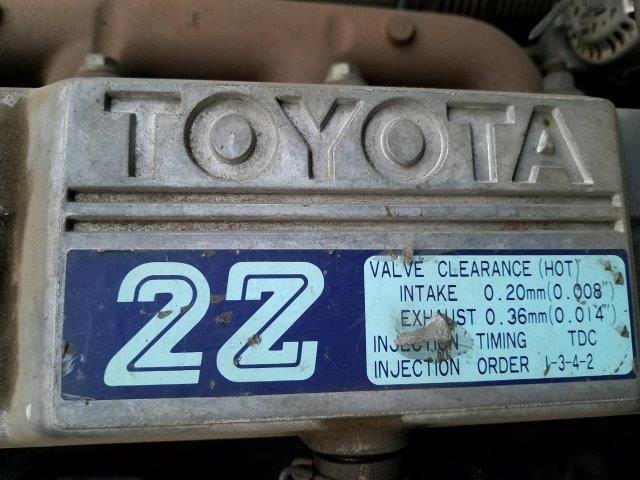 TOYOTA
2Z
VALVE CLEARANCE (HOT)
INTAKE 0.20mm(0.008")
EXHAUST 0.36mm(0.014")
INJECTION TIMING TDC
INJECTION ORDER 1-3-4-2